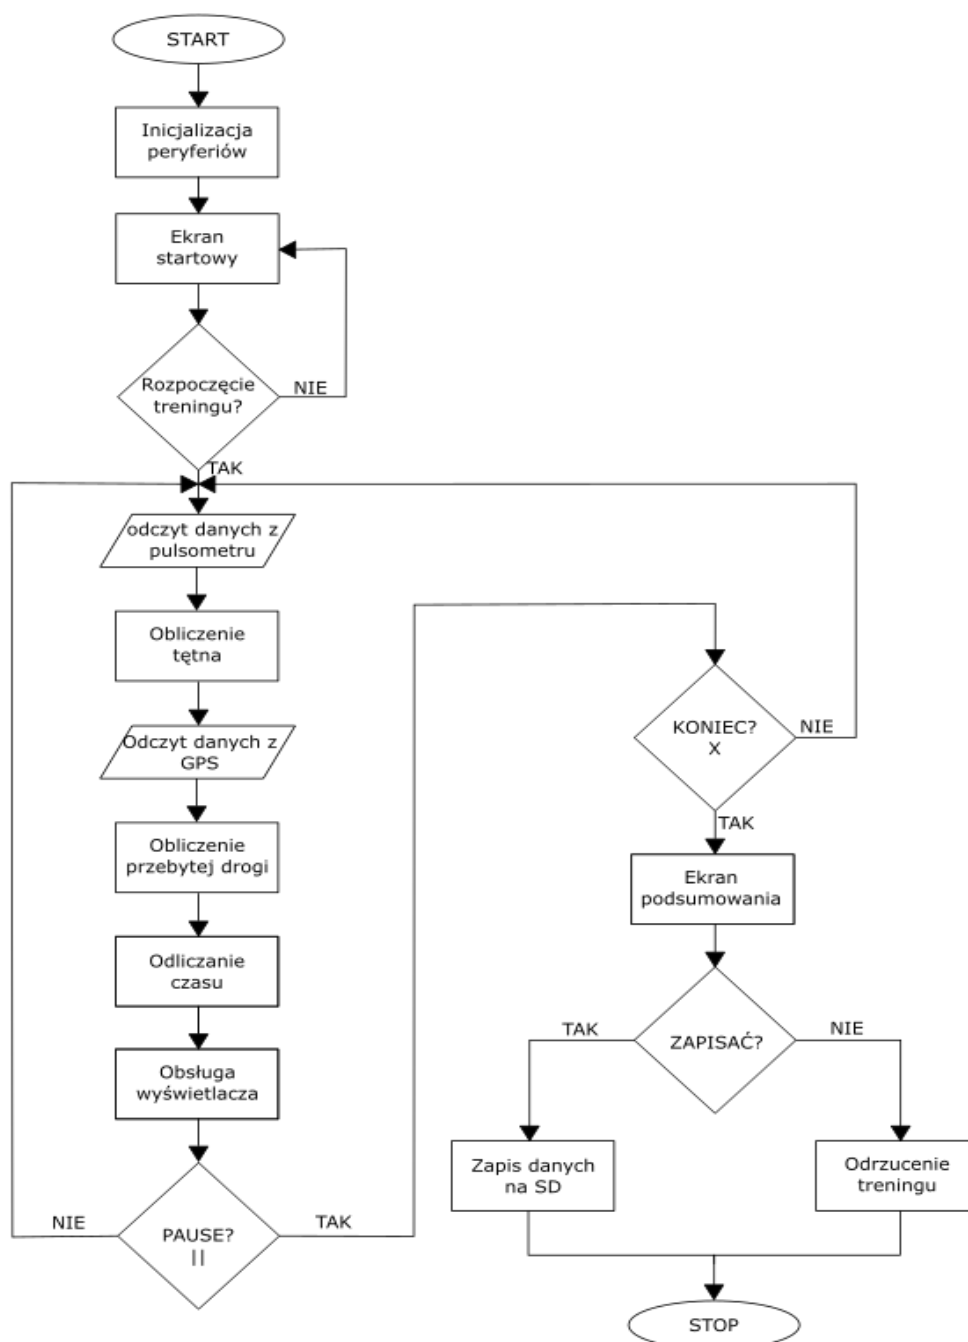 START
Inicjalizacja
peryferiów
Ekran
startowy
Rozpoczęcie
treningu?
NIE
TAK
odczyt danych z
pulsometru
Obliczenie
tętna
Odczyt danych z
GPS
Obliczenie
przebytej drogi
Odliczanie
czasu
Obsługa
wyświetlacza
PAUSE?
||
NIE
TAK
KONIEC?
X
NIE
TAK
Ekran
podsumowania
ZAPISAĆ?
TAK
NIE
Zapis danych
na SD
Odrzucenie
treningu
STOP